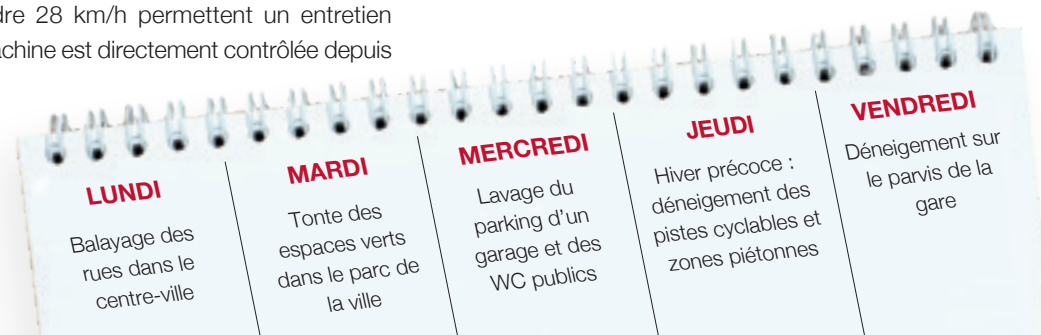 dre 28 km/h permettent un entretien
achine est directement contrôlée depuis
LUNDI
Balayage des
rues dans le
centre-ville
MARDI
Tonte des
espaces verts
dans le parc de
la ville
MERCREDI
Lavage du
parking d'un
garage et des
WC publics
JEUDI
Hiver précoce :
déneigement des
pistes cyclables et
zones piétonnes
VENDREDI
Déneigement sur
le parvis de la
gare